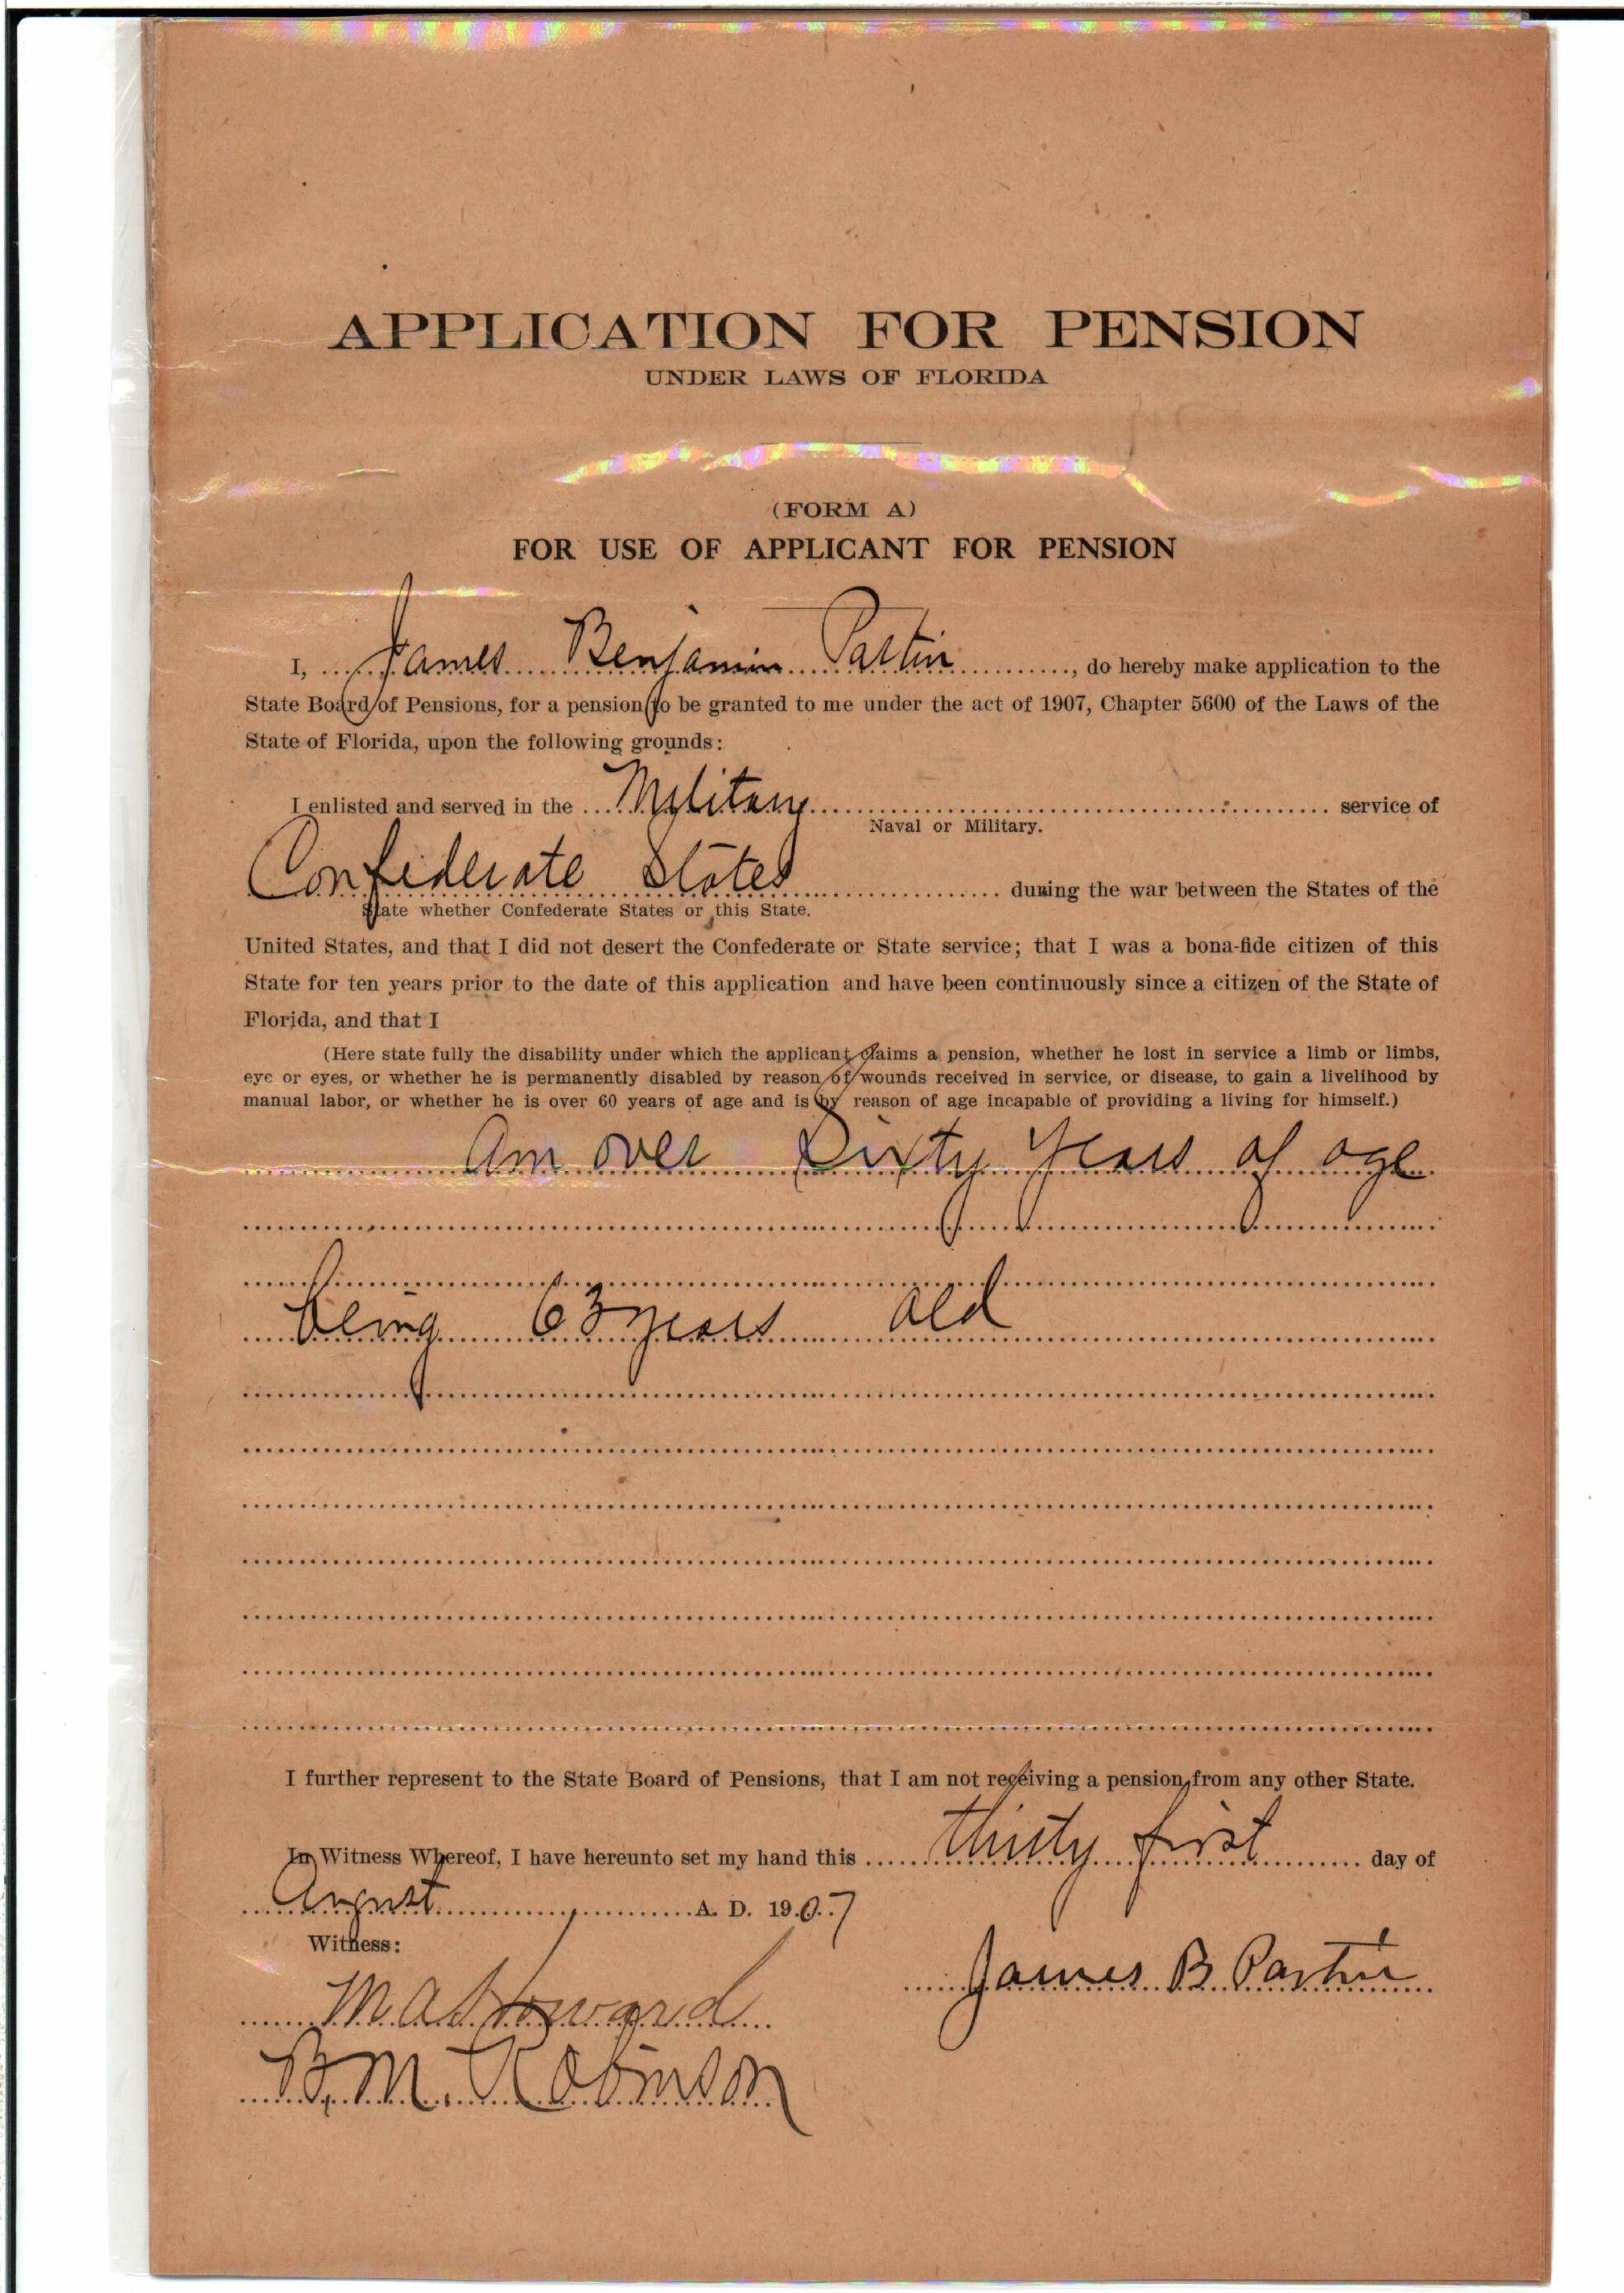 APPLICATION FOR PENSION
UNDER LAWS OF FLORIDA
(FORM A)
FOR USE OF APPLICANT FOR PENSION
I, James Benjamin Partin, do hereby make application to the
State Board of Pensions, for a pension to be granted to me under the act of 1907, Chapter 5600 of the Laws of the
State of Florida, upon the following grounds:
I enlisted and served in the Military service of
Naval or Military.
Confederate States during the war between the States of the
State whether Confederate States or this State.
United States, and that I did not desert the Confederate or State service; that I was a bona-fide citizen of this
State for ten years prior to the date of this application and have been continuously since a citizen of the State of
Florida, and that I
(Here state fully the disability under which the applicant claims a pension, whether he lost in service a limb or limbs,
eye or eyes, or whether he is permanently disabled by reason of wounds received in service, or disease, to gain a livelihood by
manual labor, or whether he is over 60 years of age and is by reason of age incapable of providing a living for himself.)
Am over Sixty Years of age
being 63 years old
I further represent to the State Board of Pensions, that I am not receiving a pension from any other State.
In Witness Whereof, I have hereunto set my hand this thirty first day of
August A. D. 1907
Witness:
James B Partin
M A Howard
B. M. Robinson